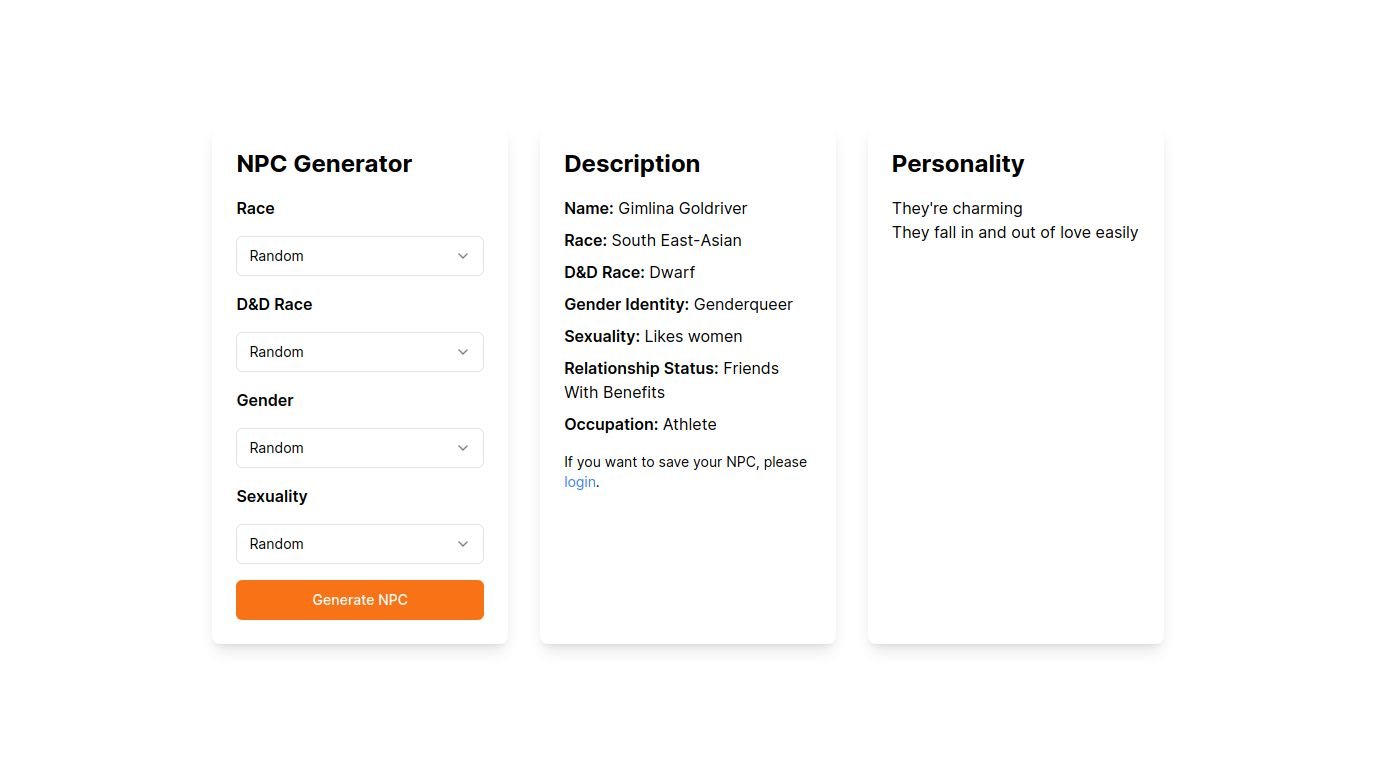 NPC Generator
Race
Random
D&D Race
Random
Gender
Random
Sexuality
Random
Generate NPC
Description
Name: Gimlina Goldriver
Race: South East-Asian
D&D Race: Dwarf
Gender Identity: Genderqueer
Sexuality: Likes women
Relationship Status: Friends
With Benefits
Occupation: Athlete
If you want to save your NPC, please
login.
Personality
They're charming
They fall in and out of love easily